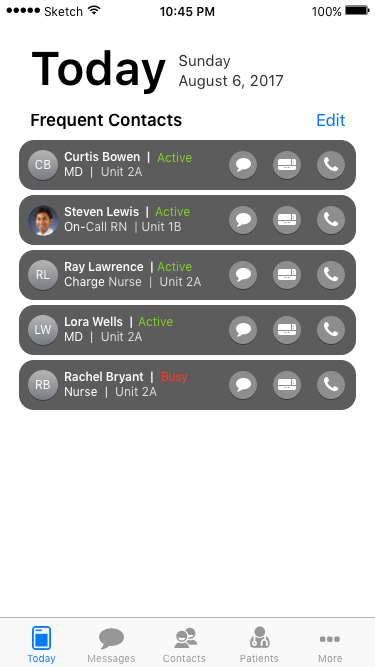 Sketch 10:45 PM 100%
Today
Sunday
August 6, 2017
Frequent Contacts Edit
CB
Curtis Bowen | Active
MD | Unit 2A
Steven Lewis | Active
On-Call RN | Unit 1B
RL
Ray Lawrence | Active
Charge Nurse | Unit 2A
LW
Lora Wells | Active
MD | Unit 2A
RB
Rachel Bryant | Busy
Nurse | Unit 2A
Today Messages Contacts Patients More